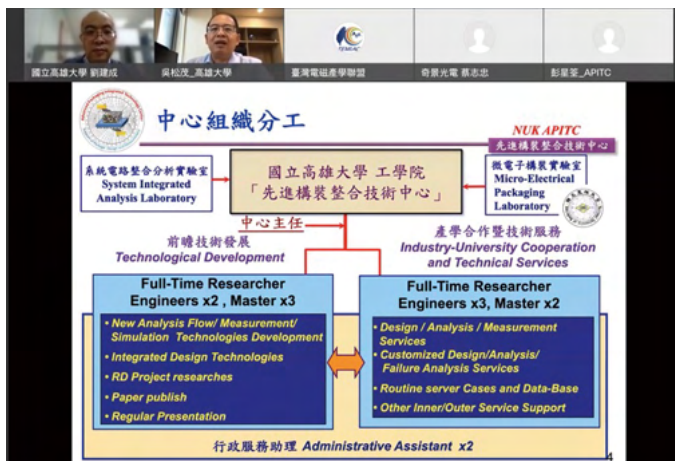 國立高雄大學 劉建成
吳松茂_高雄大學
臺灣電磁產學聯盟
奇景光電 蔡志忠
彭星荃_APITC
TEMIAC
中心組織分工
NUK APITC
先進構裝整合技術中心
系統電路整合分析實驗室
System Integrated
Analysis Laboratory
國立高雄大學 工學院
「先進構裝整合技術中心」
微電子構裝實驗室
Micro-Electrical
Packaging
Laboratory
中心主任
前瞻技術發展
Technological Development
產學合作暨技術服務
Industry-University Cooperation
and Technical Services
Full-Time Researcher
Engineers x2 , Master x3
• New Analysis Flow/ Measurement/
Simulation Technologies Development
• Integrated Design Technologies
• RD Project researches
• Paper publish
• Regular Presentation
Full-Time Researcher
Engineers x3, Master x2
• Design / Analysis / Measurement
Services
• Customized Design/Analysis/
Failure Analysis Services
• Routine server Cases and Data-Base
• Other Inner/Outer Service Support
行政服務助理 Administrative Assistant x2
4